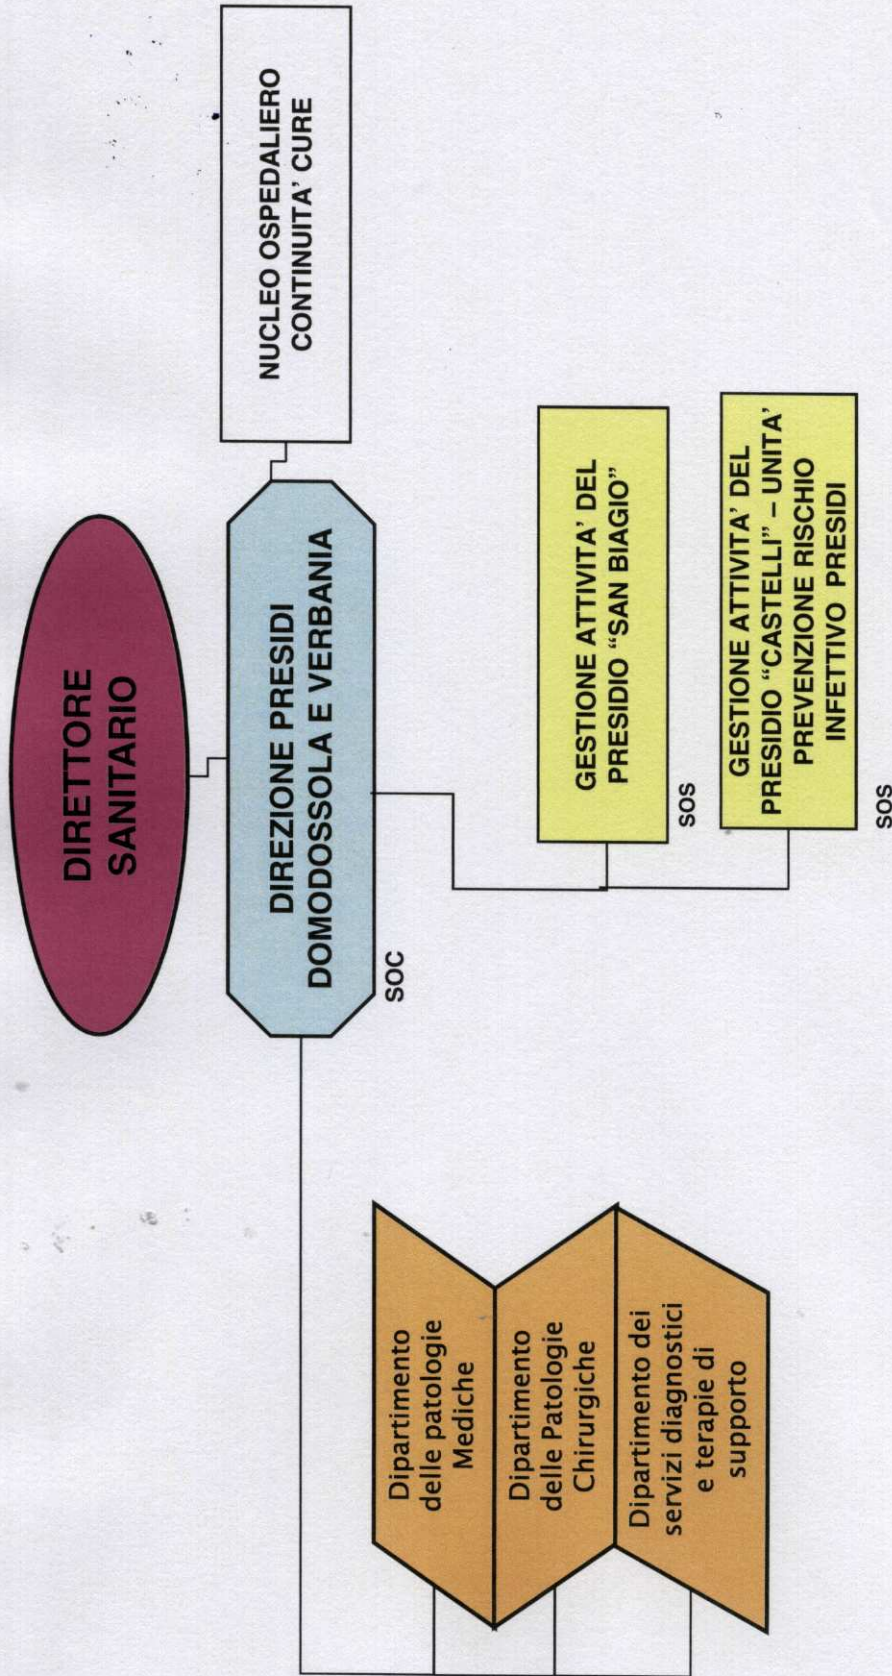 DIRETTORE
SANITARIO
DIREZIONE PRESIDI
DOMODOSSOLA E VERBANIA
SOC
NUCLEO OSPEDALIERO
CONTINUITA' CURE
Dipartimento
delle patologie
Mediche
Dipartimento
delle Patologie
Chirurgiche
Dipartimento dei
servizi diagnostici
e terapie di
supporto
GESTIONE ATTIVITA' DEL
PRESIDIO “SAN BIAGIO”
SOS
GESTIONE ATTIVITA' DEL
PRESIDIO “CASTELLI” – UNITA'
PREVENZIONE RISCHIO
INFETTIVO PRESIDI
SOS